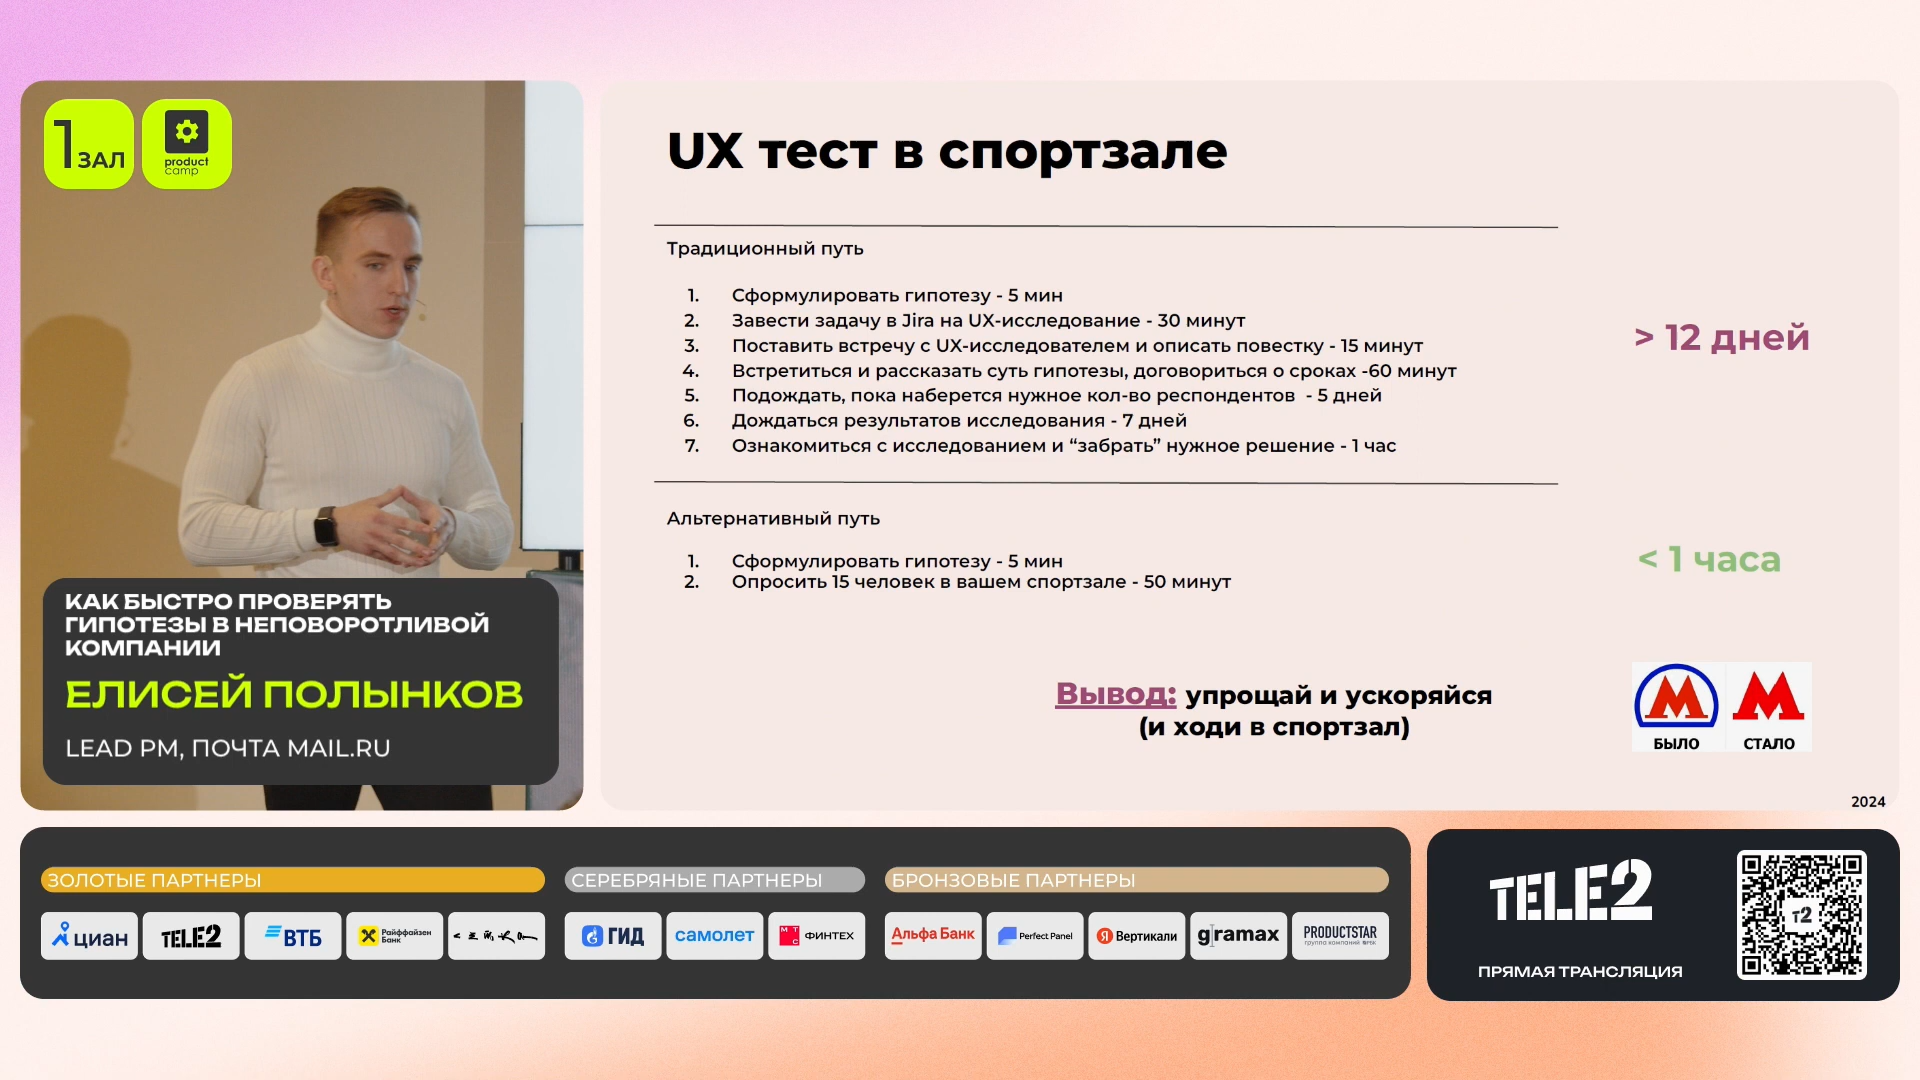 1 ЗАЛ
product
camp
UX тест в спортзале
Традиционный путь
1. Сформулировать гипотезу - 5 мин
2. Завести задачу в Jira на UX-исследование - 30 минут
3. Поставить встречу с UX-исследователем и описать повестку - 15 минут
4. Встретиться и рассказать суть гипотезы, договориться о сроках -60 минут
5. Подождать, пока наберется нужное кол-во респондентов  - 5 дней
6. Дождаться результатов исследования - 7 дней
7. Ознакомиться с исследованием и “забрать” нужное решение - 1 час
> 12 дней
Альтернативный путь
1. Сформулировать гипотезу - 5 мин
2. Опросить 15 человек в вашем спортзале - 50 минут
< 1 часа
Вывод: упрощай и ускоряйся
(и ходи в спортзал)
М М
БЫЛО СТАЛО
2024
КАК БЫСТРО ПРОВЕРЯТЬ
ГИПОТЕЗЫ В НЕПОВОРОТЛИВОЙ
КОМПАНИИ
ЕЛИСЕЙ ПОЛЫНКОВ
LEAD PM, ПОЧТА MAIL.RU
ЗОЛОТЫЕ ПАРТНЕРЫ
циан
TELE2
ВТБ
Райффайзен
Банк
СЕРЕБРЯНЫЕ ПАРТНЕРЫ
ГИД
самолет
МТС ФИНТЕХ
БРОНЗОВЫЕ ПАРТНЕРЫ
Альфа Банк
Perfect Panel
Я Вертикали
giramax
PRODUCTSTAR
группа компаний РБК
TELE2
ПРЯМАЯ ТРАНСЛЯЦИЯ
T2